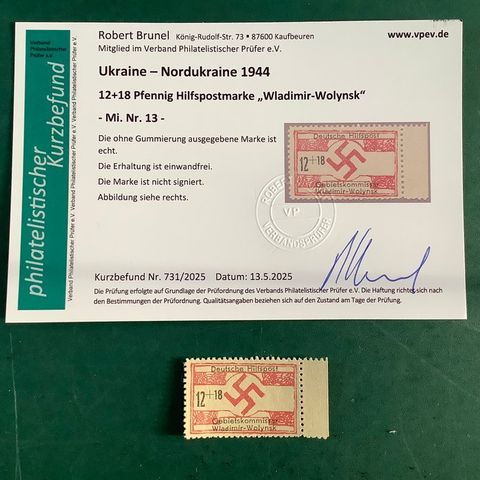 Verband
Philatelistischer
Prüfer e.V.
philatelistischer
Kurzbefund
Robert Brunel König-Rudolf-Str. 73 • 87600 Kaufbeuren
www.vpev.de
Mitglied im Verband Philatelistischer Prüfer e.V.
Ukraine – Nordukraine 1944
12+18 Pfennig Hilfspostmarke „Wladimir-Wolynsk“
- Mi. Nr. 13 -
Die ohne Gummierung ausgegebene Marke ist
echt.
Die Erhaltung ist einwandfrei.
Die Marke ist nicht signiert.
Abbildung siehe rechts.
Deutsche Hilfspost
12+18
Gebietskommissar
Wladimir-Wolynsk
VP
VERBANDSPRÜFER
Kurzbefund Nr. 731/2025 Datum: 13.5.2025
Die Prüfung erfolgte auf Grundlage der Prüfordnung des Verbands Philatelistischer Prüfer e.V. Die Haftung richtet sich nach
den Bestimmungen der Prüfordnung. Qualitätsangaben beziehen sich auf den Zustand am Tage der Prüfung.
Deutsche Hilfspost
12+18
Gebietskommissar
Wladimir-Wolynsk